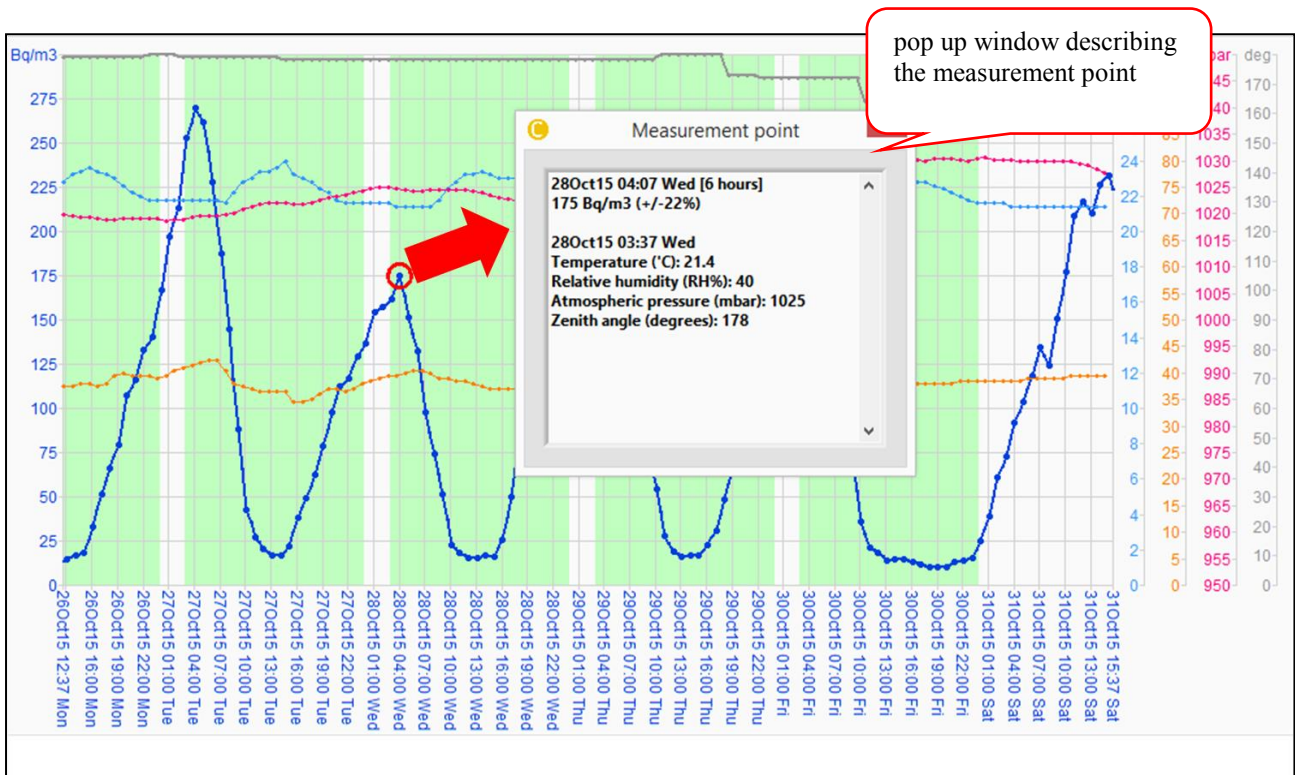 pop up window describing
the measurement point
Bq/m3
275
250
225
200
175
150
125
100
75
50
25
0
Measurement point
28Oct15 04:07 Wed [6 hours]
175 Bq/m3 (+/-22%)
28Oct15 03:37 Wed
Temperature (°C): 21.4
Relative humidity (RH%): 40
Atmospheric pressure (mbar): 1025
Zenith angle (degrees): 178
24
22
20
18
16
14
12
10
8
6
4
2
0
80
75
70
65
60
55
50
45
40
35
30
25
20
15
10
5
0
1035
1030
1025
1020
1015
1010
1005
1000
995
990
985
980
975
970
965
960
955
950
deg
170
160
150
140
130
120
110
100
90
80
70
60
50
40
30
20
10
0
26Oct15 12:37 Mon
26Oct15 16:00 Mon
26Oct15 19:00 Mon
26Oct15 22:00 Mon
27Oct15 01:00 Tue
27Oct15 04:00 Tue
27Oct15 07:00 Tue
27Oct15 10:00 Tue
27Oct15 13:00 Tue
27Oct15 16:00 Tue
27Oct15 19:00 Tue
27Oct15 22:00 Tue
28Oct15 01:00 Wed
28Oct15 04:00 Wed
28Oct15 07:00 Wed
28Oct15 10:00 Wed
28Oct15 13:00 Wed
28Oct15 16:00 Wed
28Oct15 19:00 Wed
28Oct15 22:00 Wed
29Oct15 01:00 Thu
29Oct15 04:00 Thu
29Oct15 07:00 Thu
29Oct15 10:00 Thu
29Oct15 13:00 Thu
29Oct15 16:00 Thu
29Oct15 19:00 Thu
29Oct15 22:00 Thu
30Oct15 01:00 Fri
30Oct15 04:00 Fri
30Oct15 07:00 Fri
30Oct15 10:00 Fri
30Oct15 13:00 Fri
30Oct15 16:00 Fri
30Oct15 19:00 Fri
30Oct15 22:00 Fri
31Oct15 01:00 Sat
31Oct15 04:00 Sat
31Oct15 07:00 Sat
31Oct15 10:00 Sat
31Oct15 13:00 Sat
31Oct15 15:37 Sat